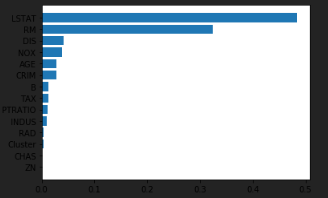 LSTAT
RM
DIS
NOX
AGE
CRIM
B
TAX
PTRATIO
INDUS
RAD
Cluster
CHAS
ZN
0.0 0.1 0.2 0.3 0.4 0.5